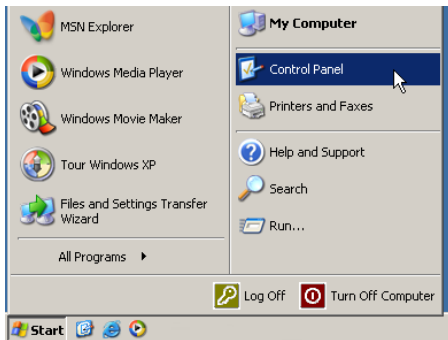 MSN Explorer
Windows Media Player
Windows Movie Maker
Tour Windows XP
Files and Settings Transfer
Wizard
All Programs
My Computer
Control Panel
Printers and Faxes
Help and Support
Search
Run...
Log Off
Turn Off Computer
Start